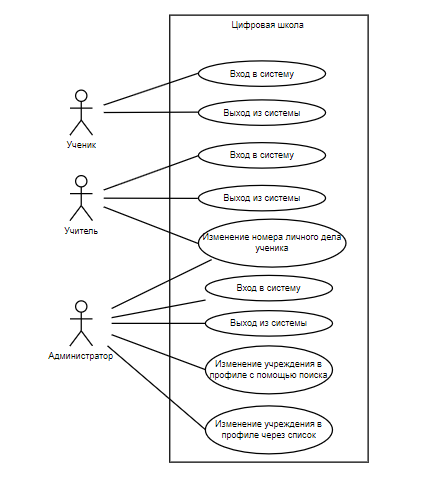 Цифровая школа
Вход в систему
Выход из системы
Ученик
Вход в систему
Выход из системы
Учитель
Изменение номера личного дела
ученика
Вход в систему
Выход из системы
Администратор
Изменение учреждения в
профиле с помощью поиска
Изменение учреждения в
профиле через список